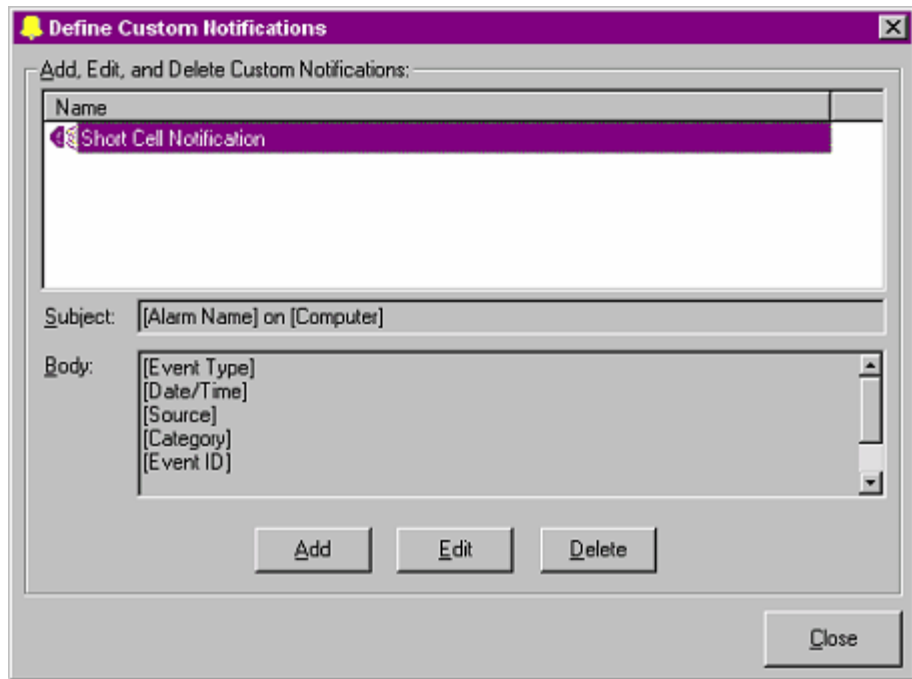 Define Custom Notifications
Add, Edit, and Delete Custom Notifications:
Name
Short Cell Notification
Subject: [Alarm Name] on [Computer]
Body: [Event Type]
[Date/Time]
[Source]
[Category]
[Event ID]
Add Edit Delete
Close